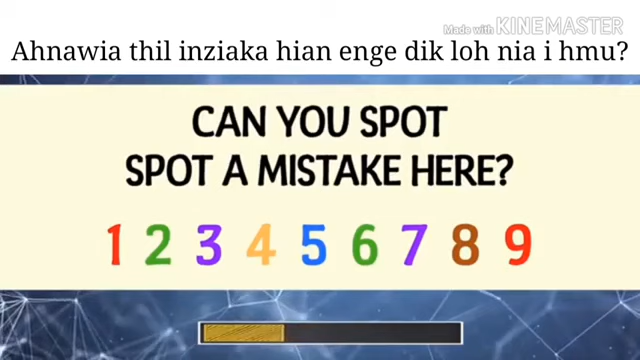 Made with KINEMASTER
Ahnawia thil inziaka hian enge dik loh nia i hmu?
CAN YOU SPOT
SPOT A MISTAKE HERE?
1 2 3 4 5 6 7 8 9